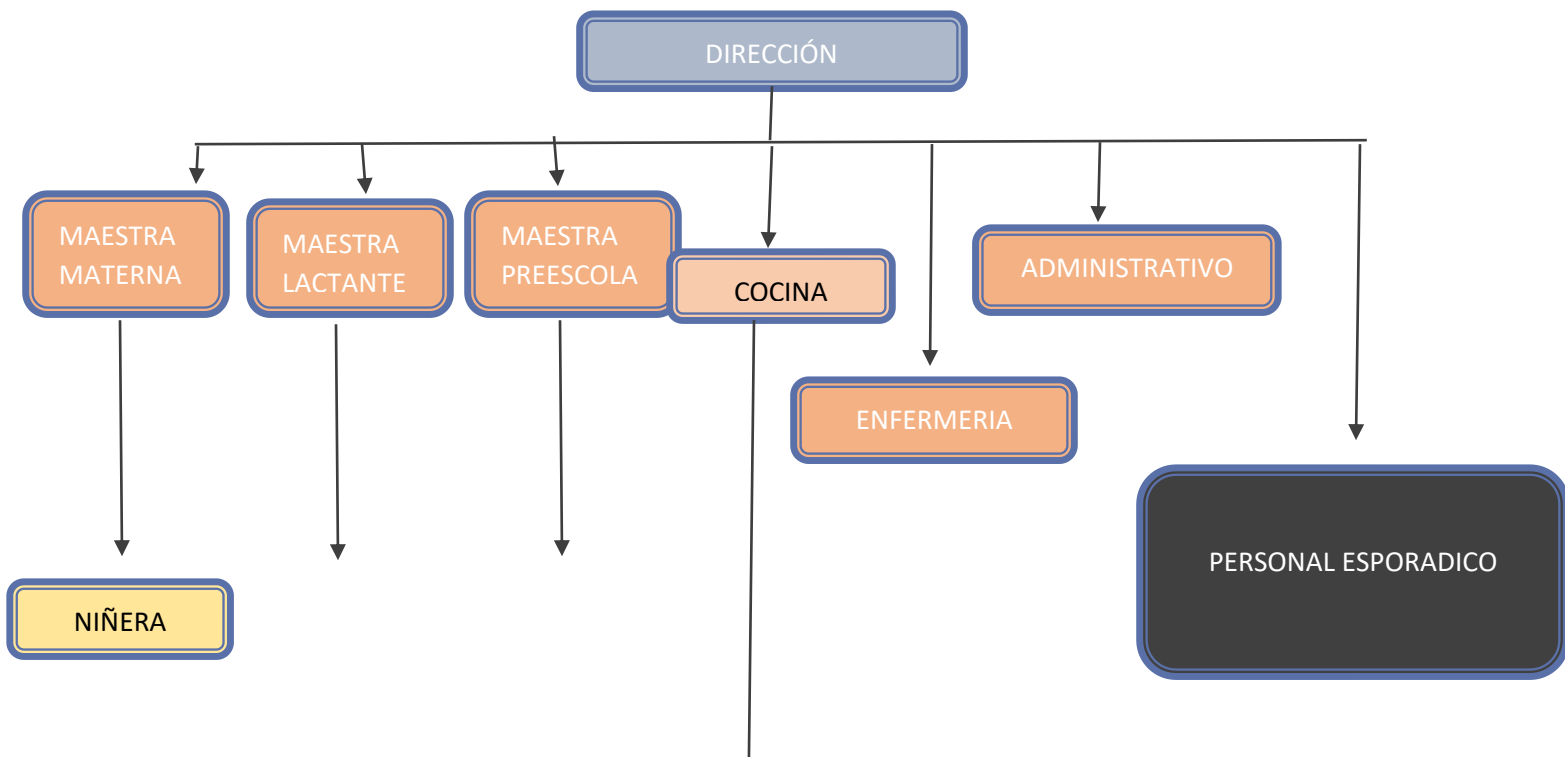 DIRECCIÓN
MAESTRA
MATERNA
MAESTRA
LACTANTE
MAESTRA
PREESCOLA
COCINA
ADMINISTRATIVO
ENFERMERIA
PERSONAL ESPORADICO
NIÑERA